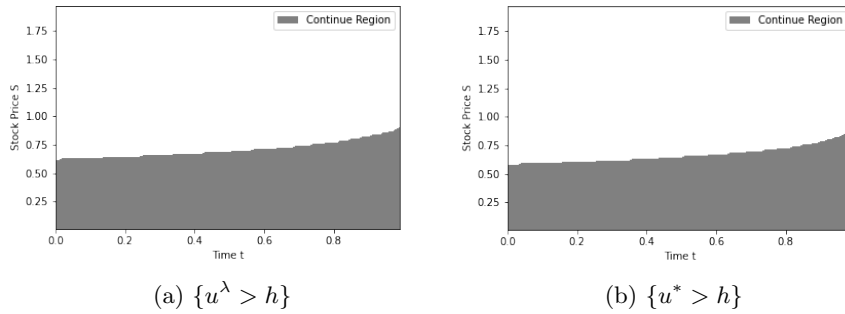 Continue Region
1.75
1.50
1.25
1.00
0.75
0.50
0.25
Stock Price S
0.0 0.2 0.4 0.6 0.8
Time t
(a) {u^λ > h}
Continue Region
1.75
1.50
1.25
1.00
0.75
0.50
0.25
Stock Price S
0.0 0.2 0.4 0.6 0.8
Time t
(b) {u* > h}